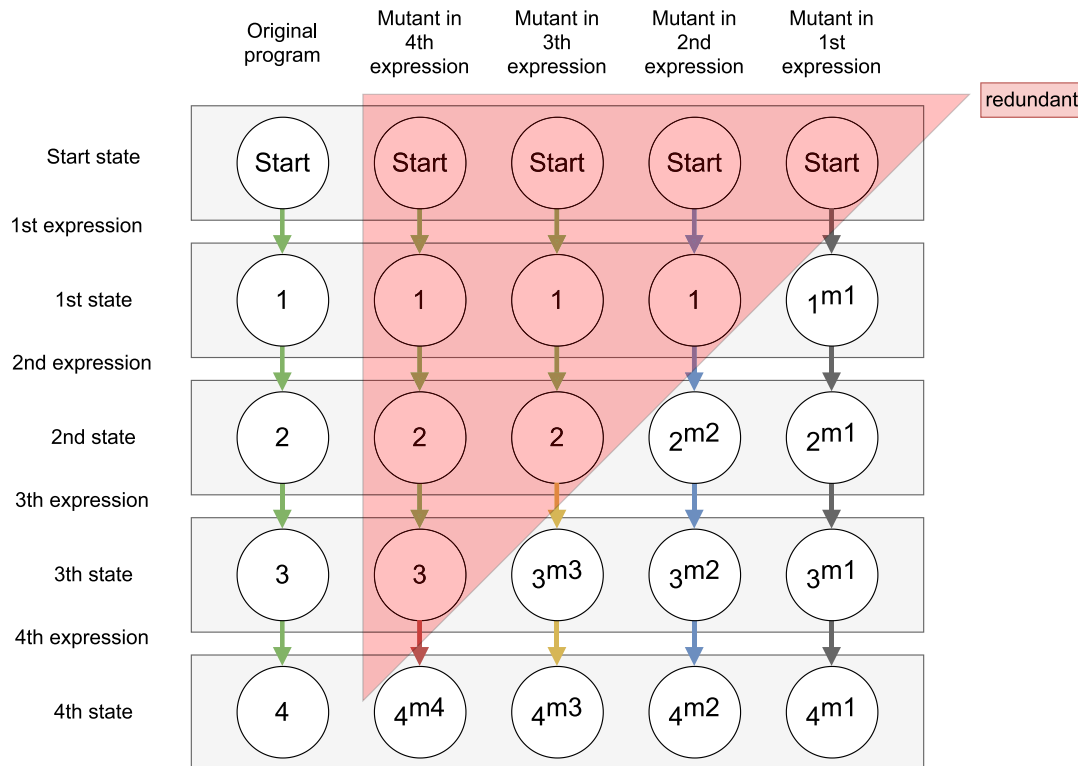 Original
program
Mutant in
4th
expression
Mutant in
3th
expression
Mutant in
2nd
expression
Mutant in
1st
expression
redundant
Start state
Start
Start
Start
Start
Start
1st expression
1st state
1
1
1
1
1m1
2nd expression
2nd state
2
2
2
2m2
2m1
3th expression
3th state
3
3
3m3
3m2
3m1
4th expression
4th state
4
4m4
4m3
4m2
4m1